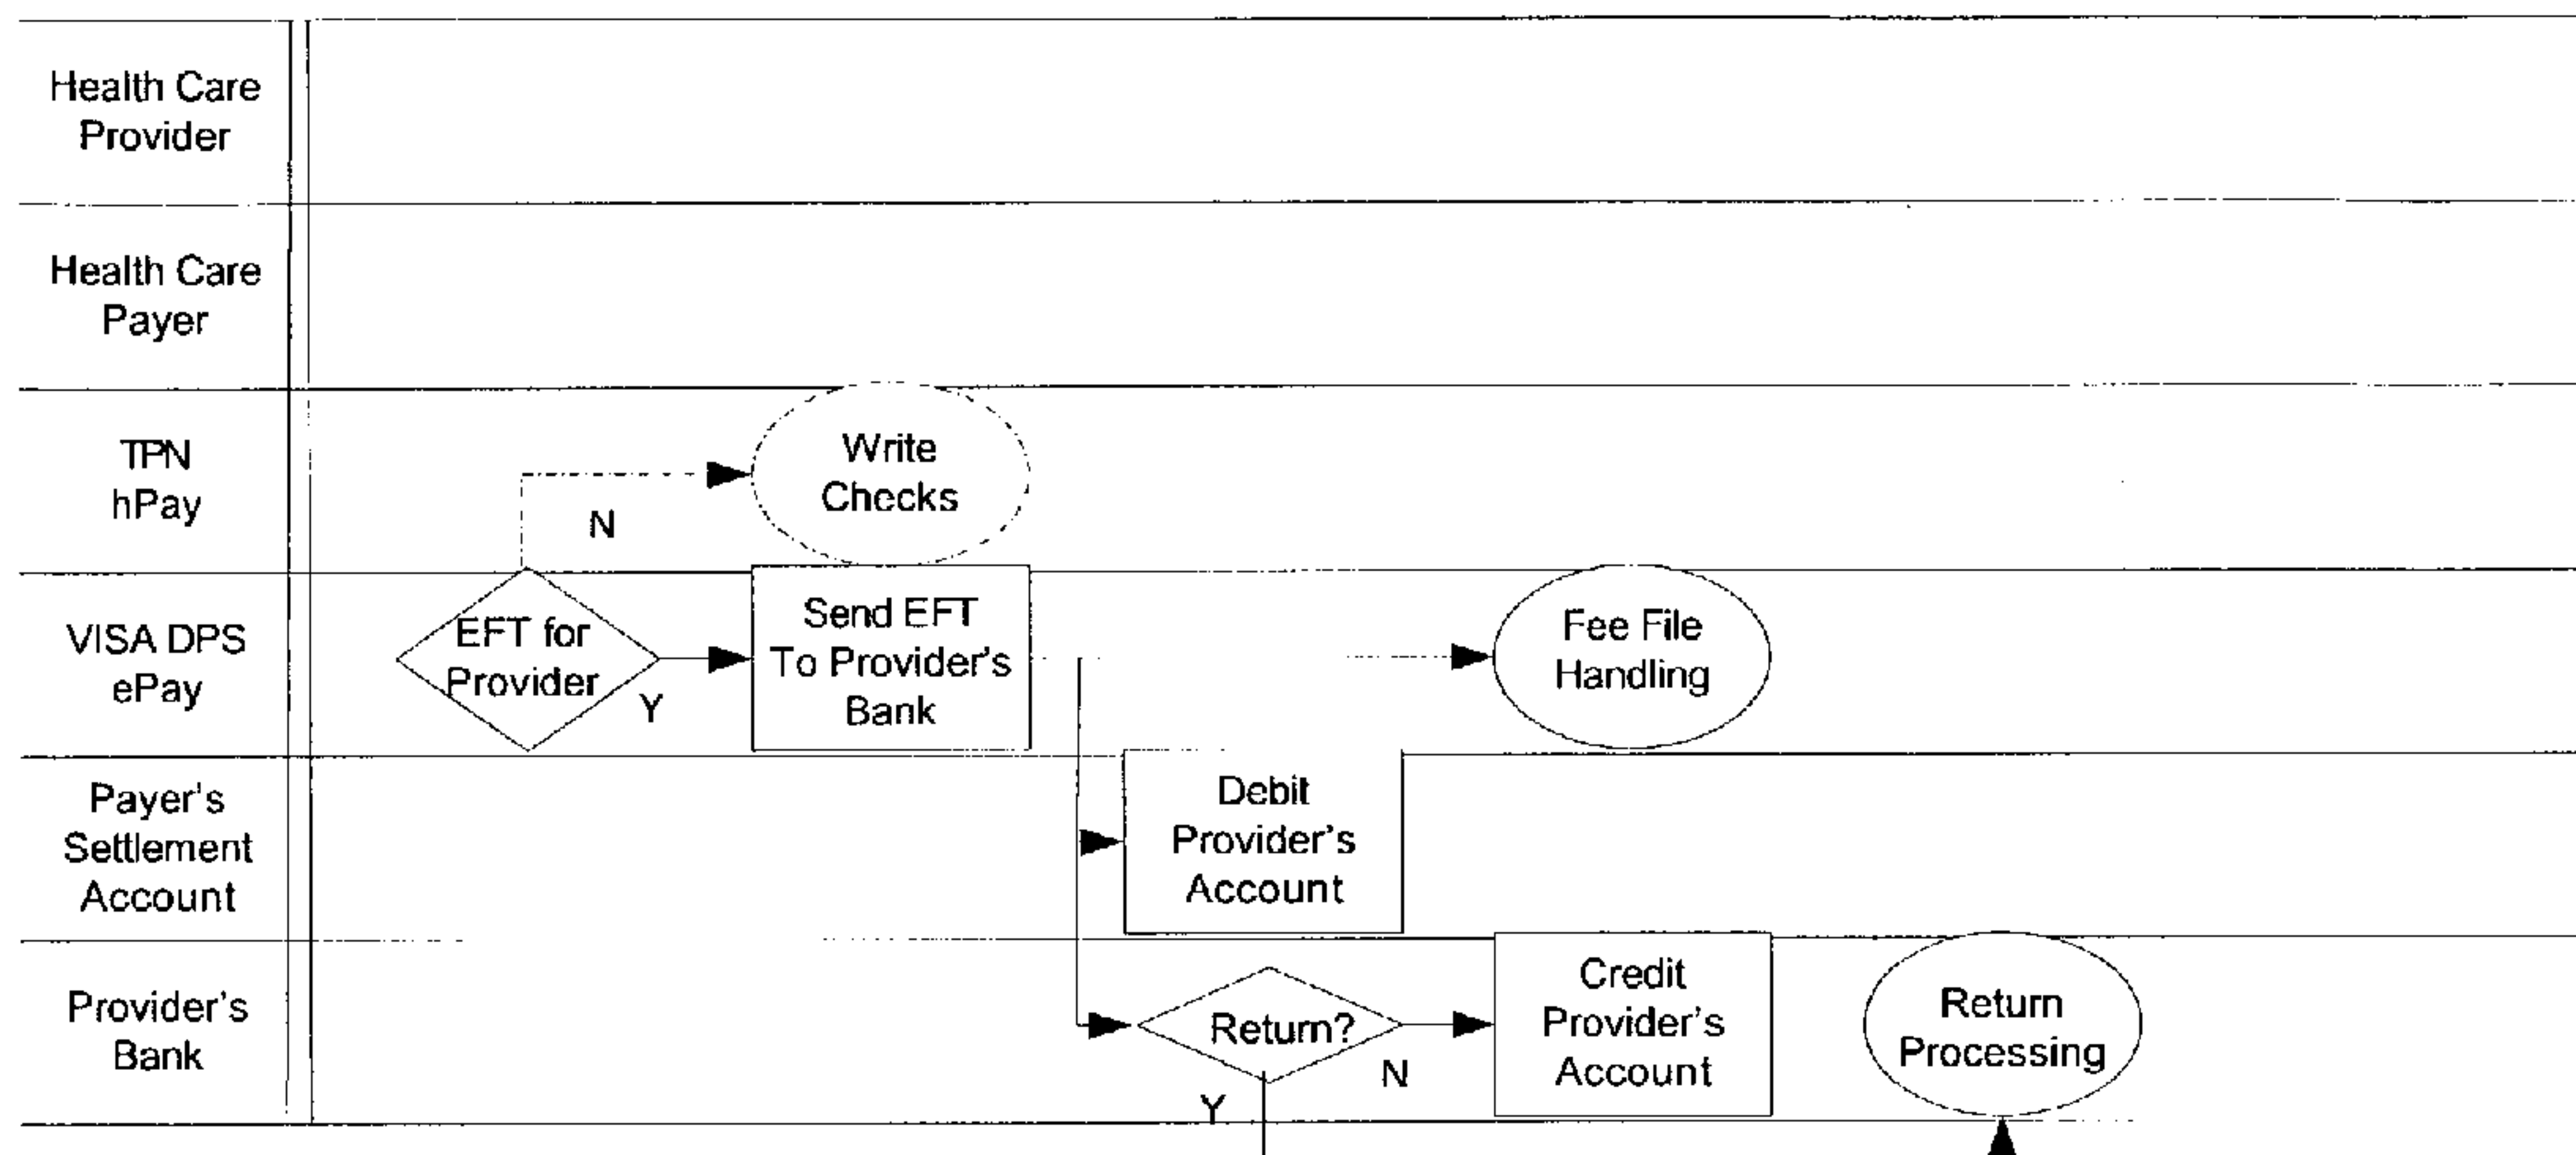 Health Care
Provider
Health Care
Payer
TPN
hPay
Write
Checks
N
VISA DPS
ePay
EFT for
Provider
Y
Send EFT
To Provider's
Bank
Fee File
Handling
Payer's
Settlement
Account
Debit
Provider's
Account
Provider's
Bank
Return?
N
Y
Credit
Provider's
Account
Return
Processing